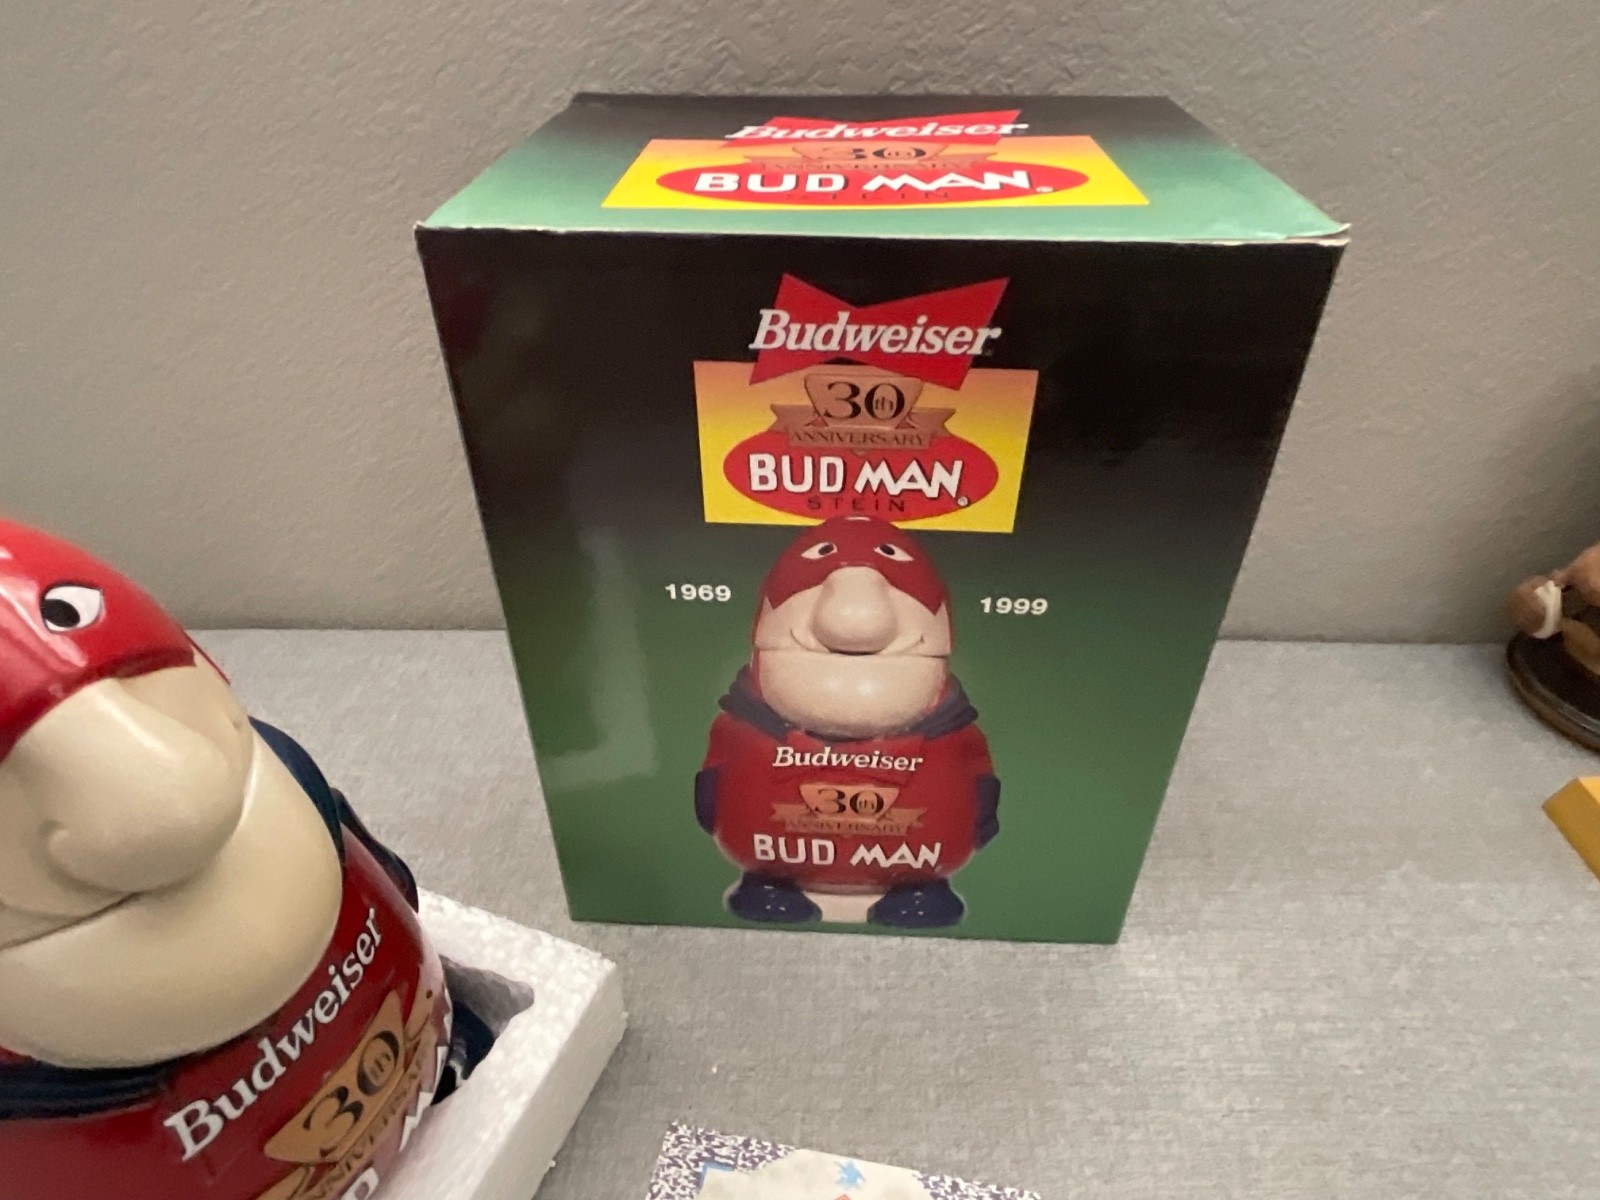 Budweiser
30th
ANNIVERSARY
BUD MAN®
STEIN
Budweiser
30th
ANNIVERSARY
BUD MAN®
STEIN
1969
1999
Budweiser
30th
ANNIVERSARY
BUD MAN
Budweiser
30th